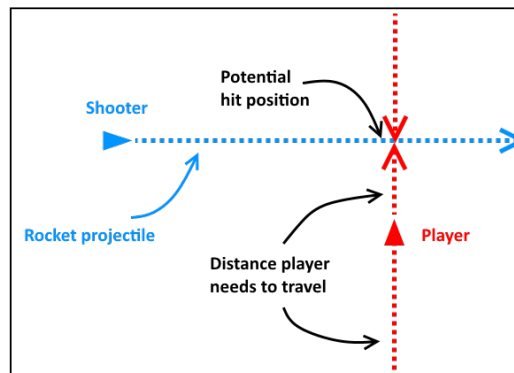 Potential
hit position
Shooter
Rocket projectile
Player
Distance player
needs to travel